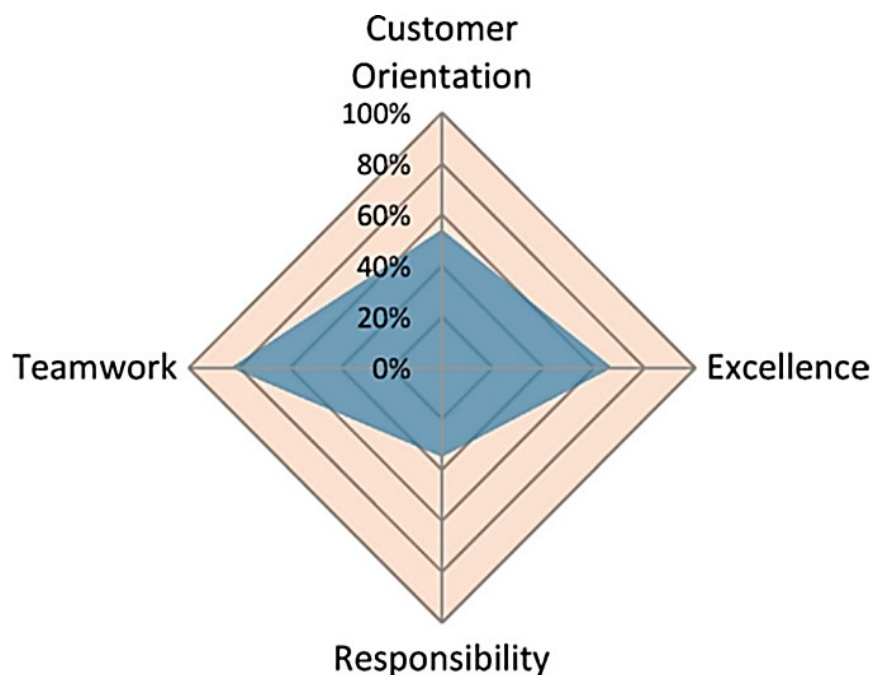 Customer
Orientation
100%
80%
60%
40%
20%
0%
Teamwork
Excellence
Responsibility